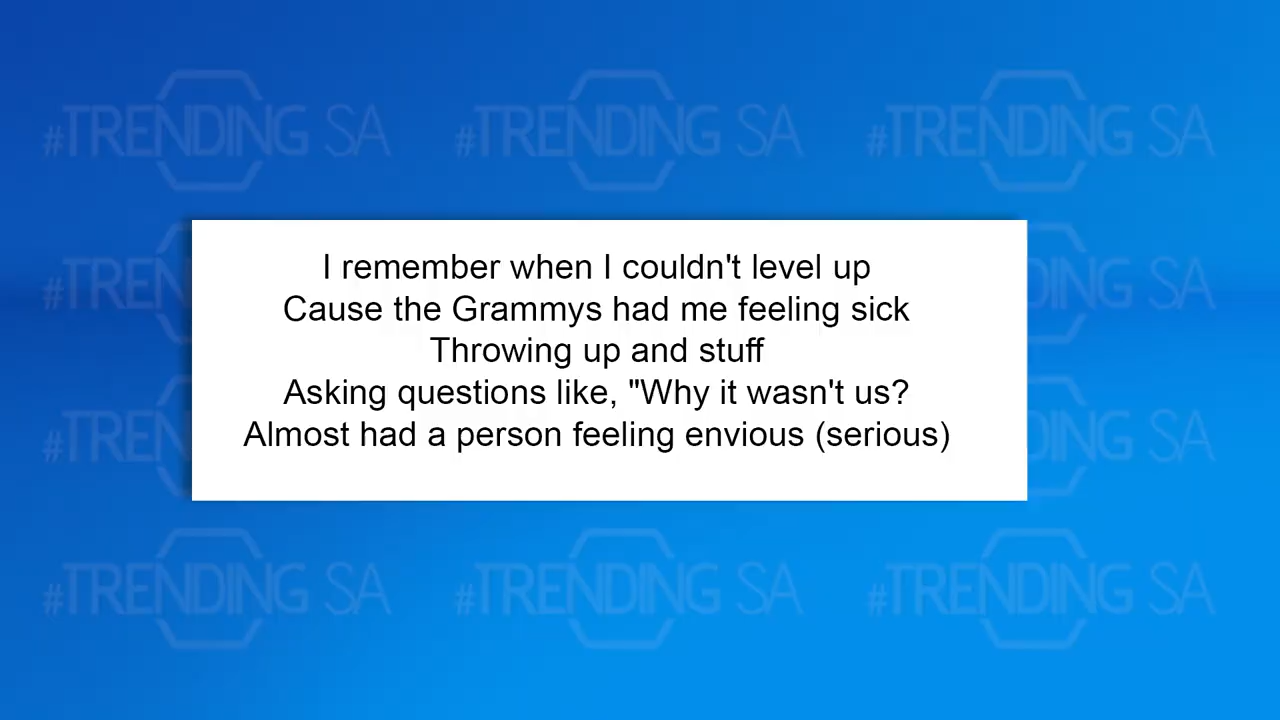 #TRENDING SA #TRENDING SA #TRENDING SA
I remember when I couldn't level up
Cause the Grammys had me feeling sick
Throwing up and stuff
Asking questions like, "Why it wasn't us?
Almost had a person feeling envious (serious)
#TRENDING SA #TRENDING SA #TRENDING SA